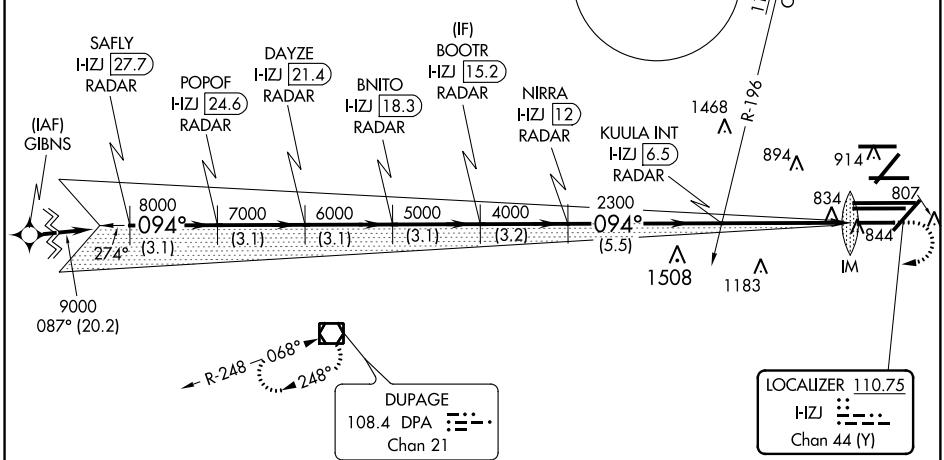 SAFLY
I-IZJ 27.7
RADAR
POPOF
I-IZJ 24.6
RADAR
DAYZE
I-IZJ 21.4
RADAR
BNITO
I-IZJ 18.3
RADAR
(IF)
BOOTR
I-IZJ 15.2
RADAR
NIRRA
I-IZJ 12
RADAR
KUULA INT
I-IZJ 6.5
RADAR
R-196
(IAF)
GIBNS
1468
894
914
834
807
844
8000
7000
6000
5000
4000
2300
094°
094°
(3.1)
(3.1)
(3.1)
(3.1)
(3.2)
(5.5)
274°
9000
087° (20.2)
1508
1183
IM
R-248
068°
248°
DUPAGE
108.4 DPA
Chan 21
LOCALIZER 110.75
I-IZJ
Chan 44 (Y)